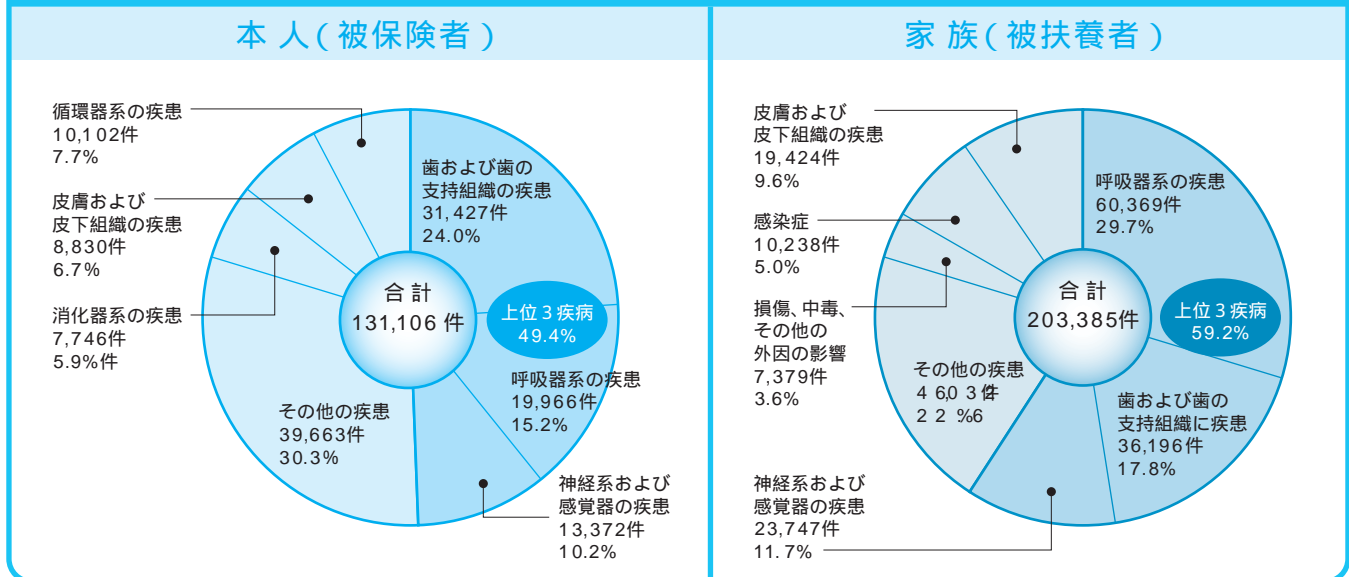 本人(被保険者)
循環器系の疾患
10,102件
7.7%
皮膚および
皮下組織の疾患
8,830件
6.7%
消化器系の疾患
7,746件
5.9%件
歯および歯の
支持組織の疾患
31,427件
24.0%
合計
131,106件
上位3疾病
49.4%
呼吸器系の疾患
19,966件
15.2%
その他の疾患
39,663件
30.3%
神経系および
感覚器の疾患
13,372件
10.2%
家族(被扶養者)
皮膚および
皮下組織の疾患
19,424件
9.6%
感染症
10,238件
5.0%
損傷、中毒、
その他の
外因の影響
7,379件
3.6%
呼吸器系の疾患
60,369件
29.7%
合計
203,385件
上位3疾病
59.2%
その他の疾患
歯および歯の
支持組織に疾患
36,196件
17.8%
神経系および
感覚器の疾患
23,747件
11.7%